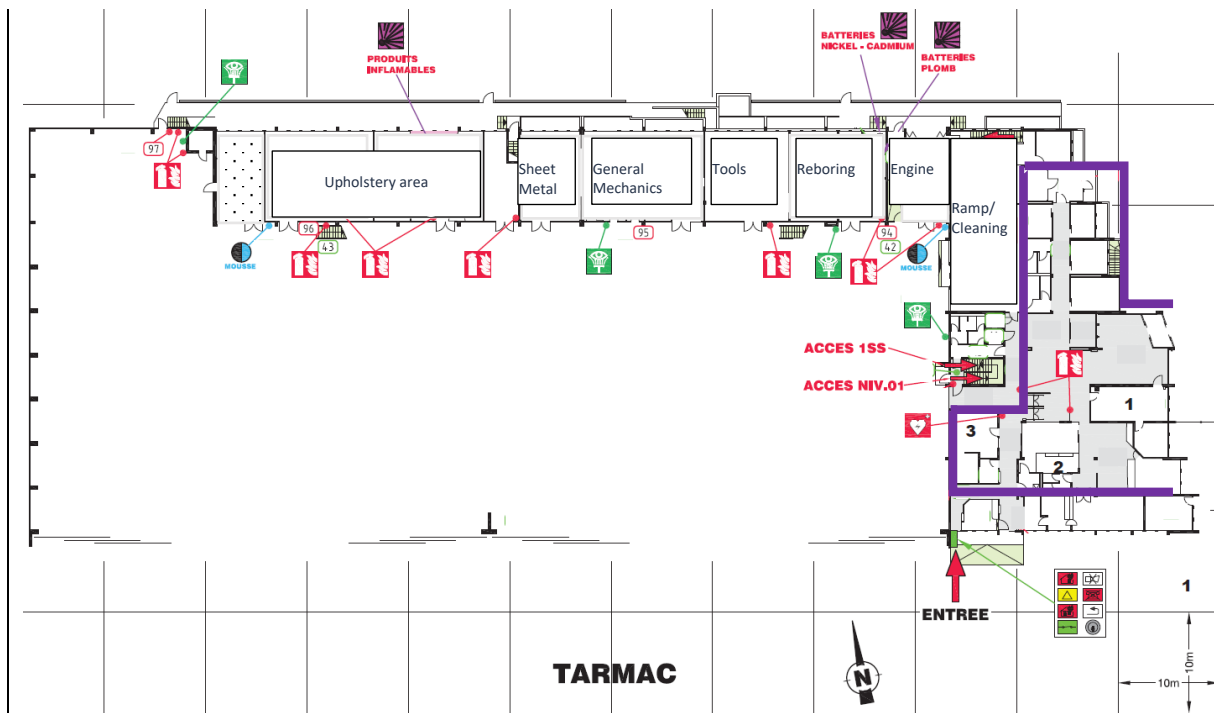 PRODUITS
INFLAMABLES
BATTERIES
NICKEL - CADMIUM
BATTERIES
PLOMB
97
Upholstery area
Sheet
Metal
General
Mechanics
Tools
Reboring
Engine
Ramp/
Cleaning
96
43
95
94
42
MOUSSE
MOUSSE
ACCES 1SS
ACCES NIV.01
1
3
2
1
ENTREE
TARMAC
N
10m
10m